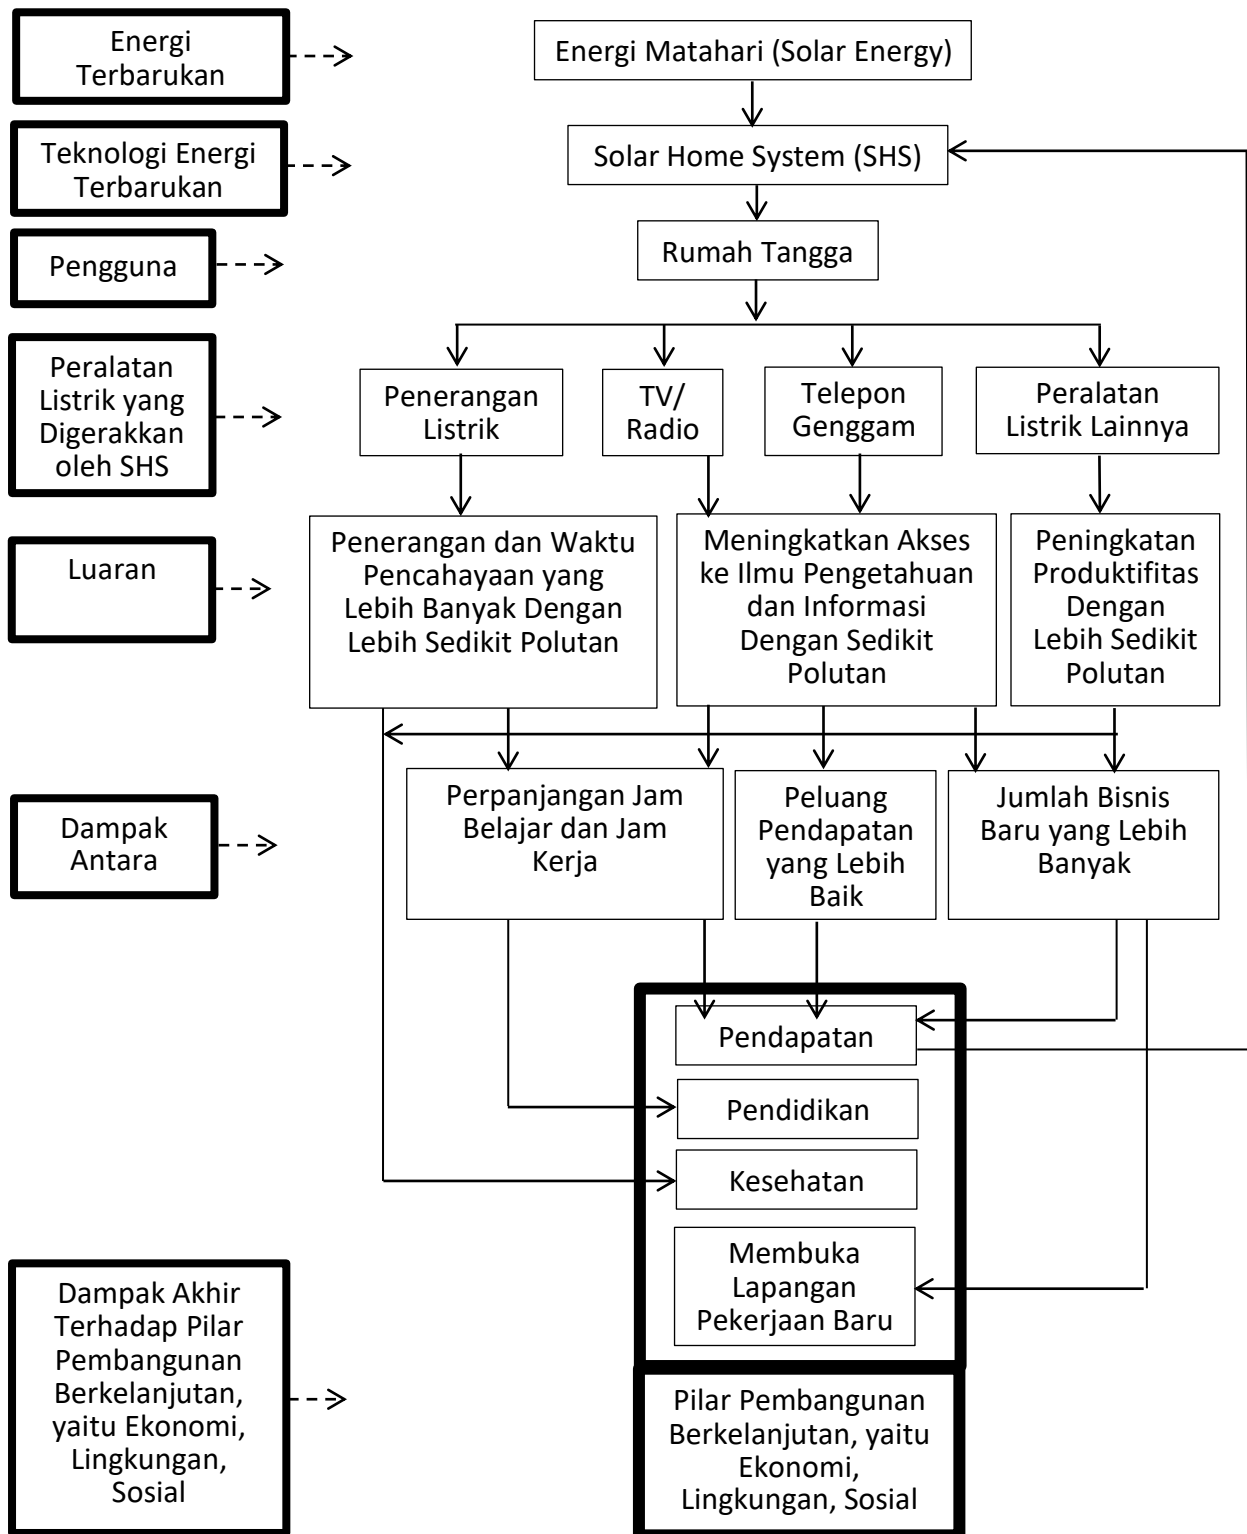 Energi
Terbarukan
Energi Matahari (Solar Energy)
Teknologi Energi
Terbarukan
Solar Home System (SHS)
Pengguna
Rumah Tangga
Peralatan
Listrik yang
Digerakkan
oleh SHS
Penerangan
Listrik
TV/
Radio
Telepon
Genggam
Peralatan
Listrik Lainnya
Luaran
Penerangan dan Waktu
Pencahayaan yang
Lebih Banyak Dengan
Lebih Sedikit Polutan
Meningkatkan Akses
ke Ilmu Pengetahuan
dan Informasi
Dengan Sedikit
Polutan
Peningkatan
Produktifitas
Dengan
Lebih Sedikit
Polutan
Dampak
Antara
Perpanjangan Jam
Belajar dan Jam
Kerja
Peluang
Pendapatan
yang Lebih
Baik
Jumlah Bisnis
Baru yang Lebih
Banyak
Pendapatan
Pendidikan
Kesehatan
Membuka
Lapangan
Pekerjaan Baru
Dampak Akhir
Terhadap Pilar
Pembangunan
Berkelanjutan,
yaitu Ekonomi,
Lingkungan,
Sosial
Pilar Pembangunan
Berkelanjutan, yaitu
Ekonomi,
Lingkungan, Sosial